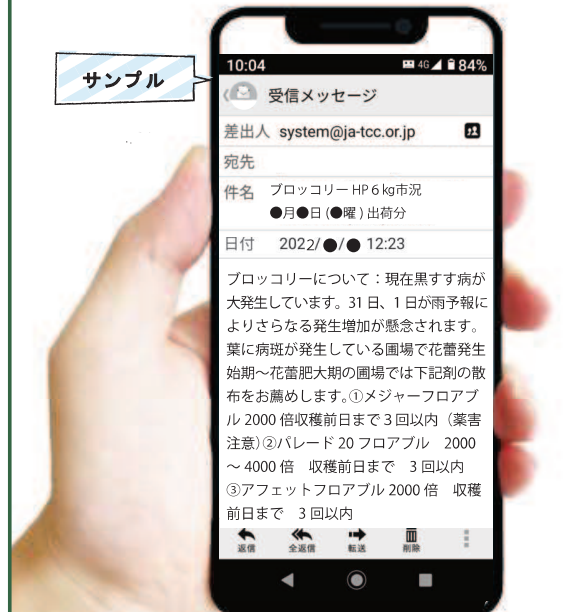 サンプル
10:04 4G 84%
受信メッセージ
差出人 system@ja-tcc.or.jp
宛先
件名 ブロッコリー HP 6 kg市況
●月●日 (●曜) 出荷分
日付 2022/●/● 12:23
ブロッコリーについて：現在黒すす病が
大発生しています。31日、1日が雨予報に
よりさらなる発生増加が懸念されます。
葉に病斑が発生している圃場で花蕾発生
始期～花蕾肥大期の圃場では下記剤の散
布をお薦めします。①メジャーフロアブ
ル 2000 倍収穫前日まで３回以内（薬害
注意）②パレード 20 フロアブル　2000
～ 4000 倍　収穫前日まで　３回以内
③アフェットフロアブル 2000 倍　収穫
前日まで　３回以内
返信 全返信 転送 削除